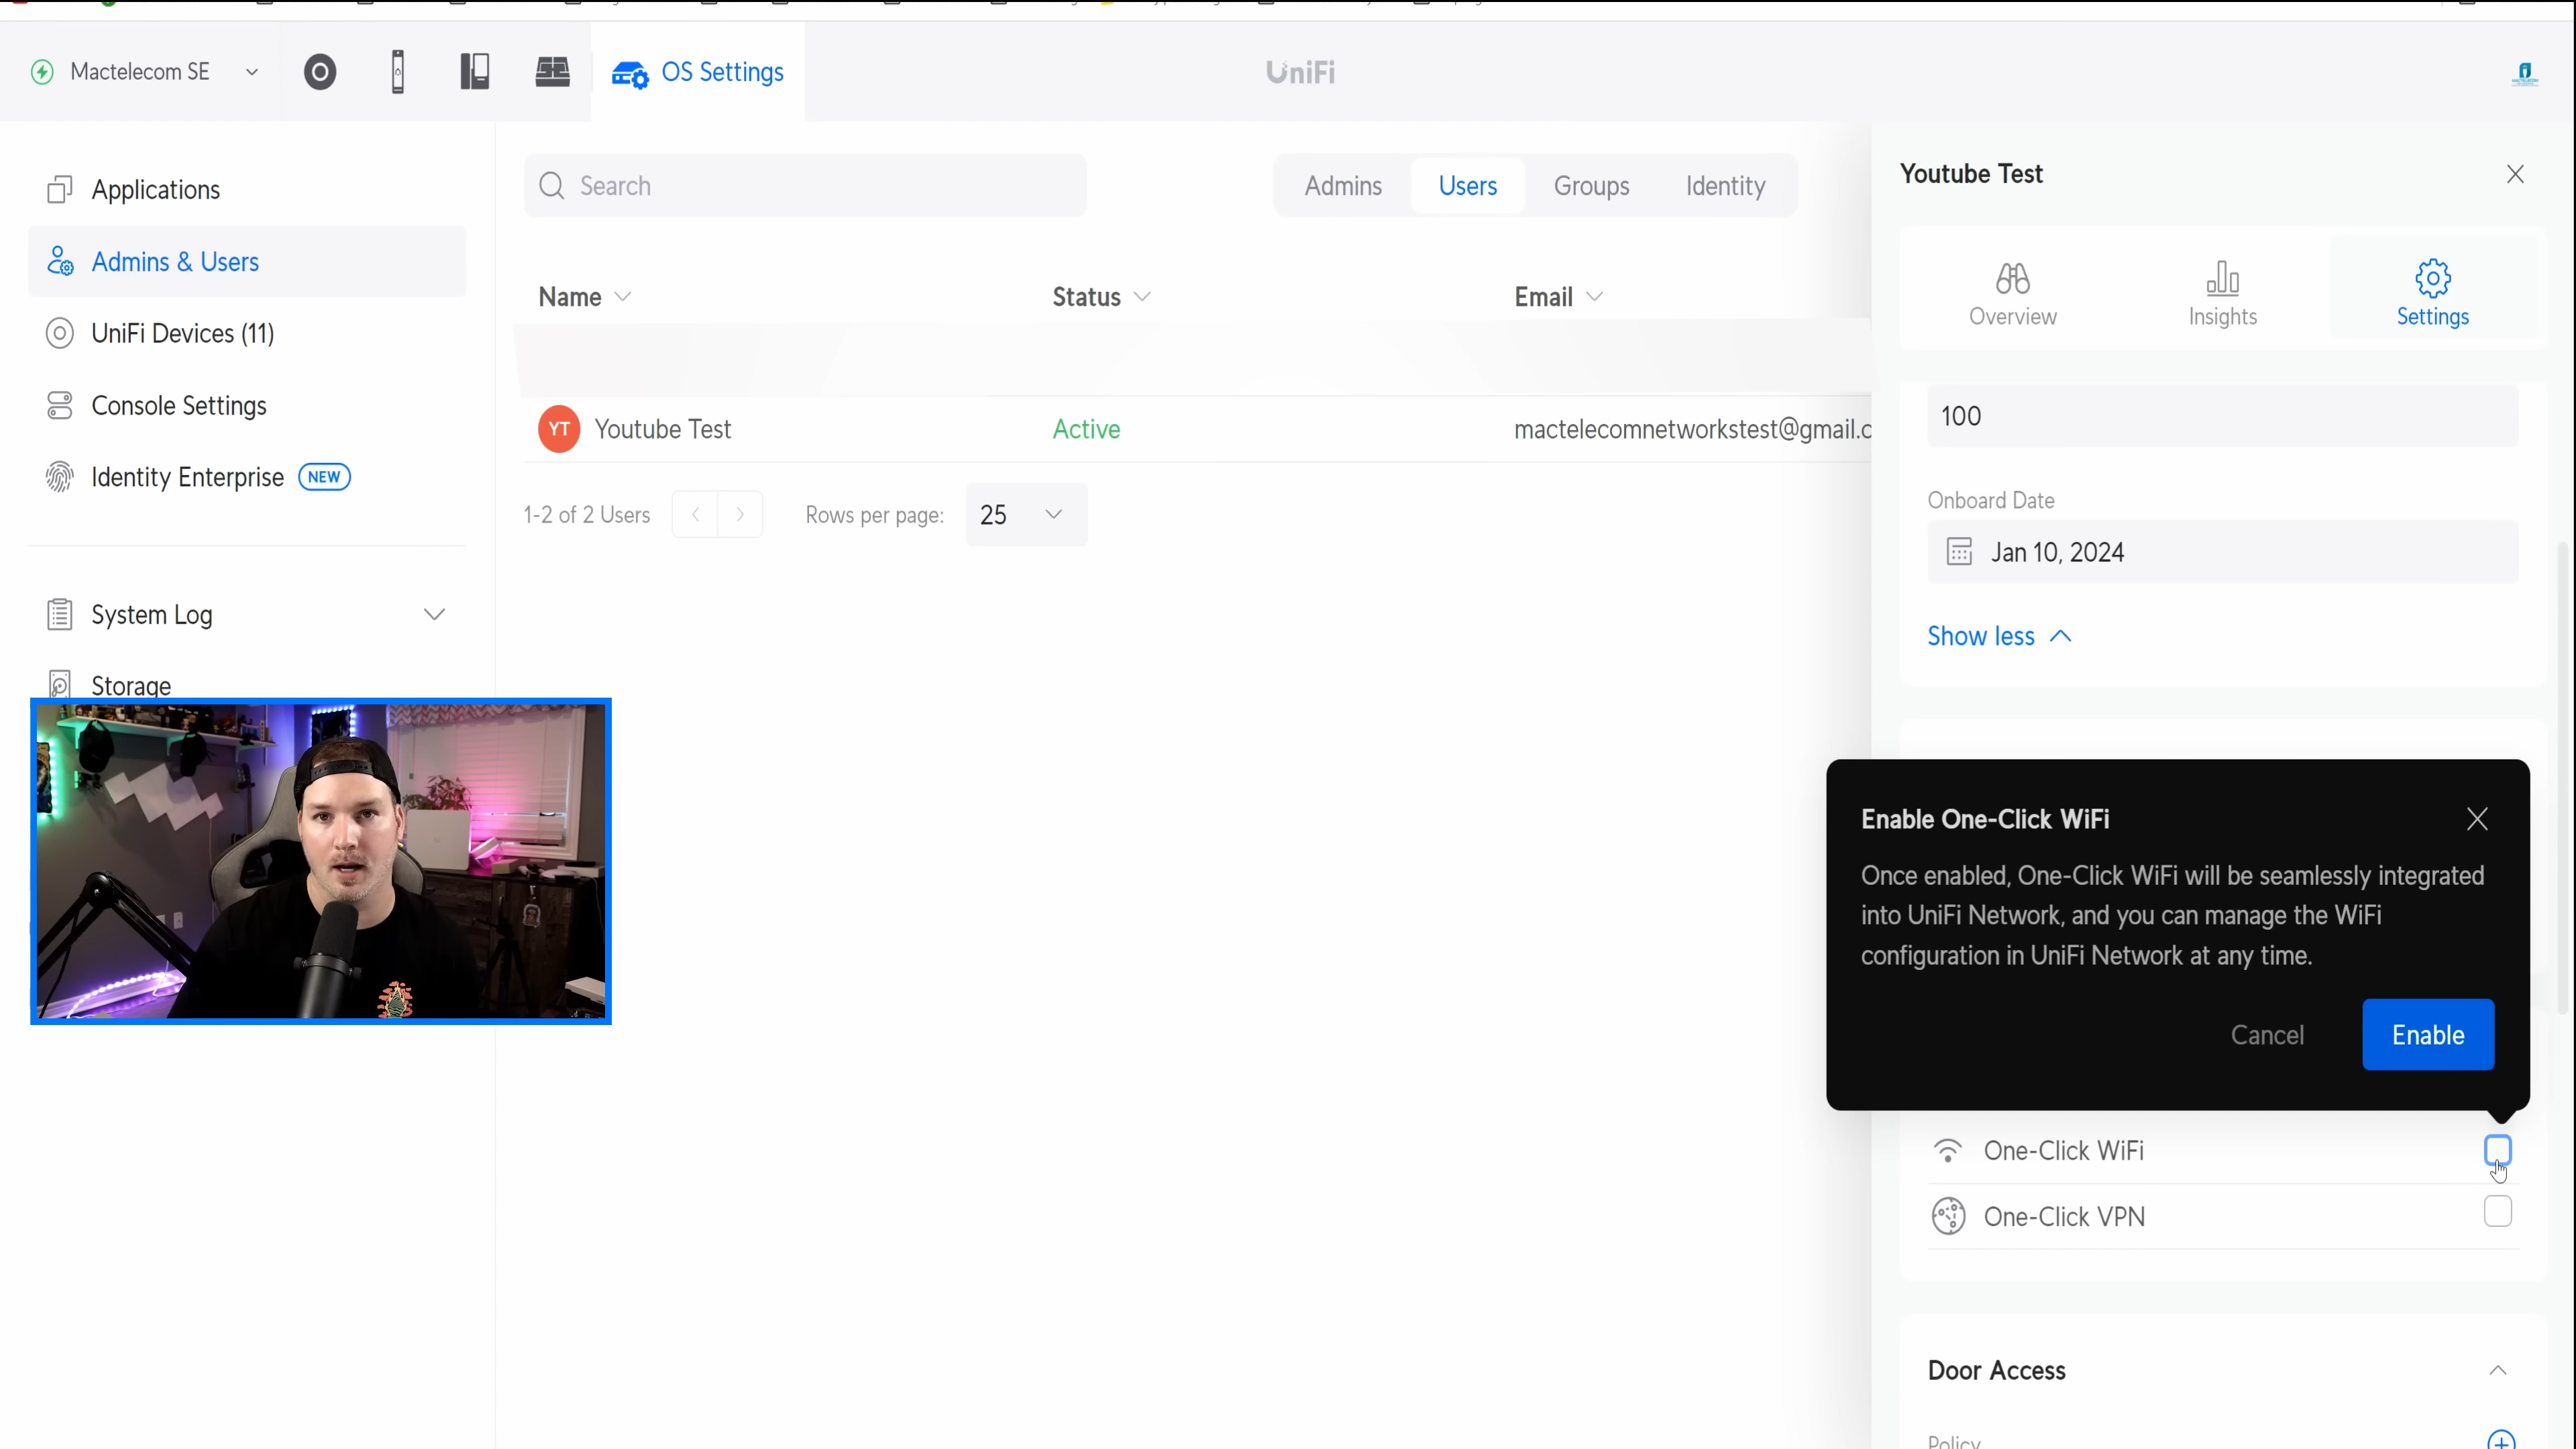 Mactelecom SE
OS Settings
UniFi
Applications
Admins & Users
UniFi Devices (11)
Console Settings
Identity Enterprise NEW
System Log
Storage
Search
Admins Users Groups Identity
Name Status Email
YT Youtube Test Active mactelecomnetworkstest@gmail.c
1-2 of 2 Users Rows per page: 25
Youtube Test
Overview Insights Settings
100
Onboard Date
Jan 10, 2024
Show less
Enable One-Click WiFi
Once enabled, One-Click WiFi will be seamlessly integrated
into UniFi Network, and you can manage the WiFi
configuration in UniFi Network at any time.
Cancel Enable
One-Click WiFi
One-Click VPN
Door Access
Policy